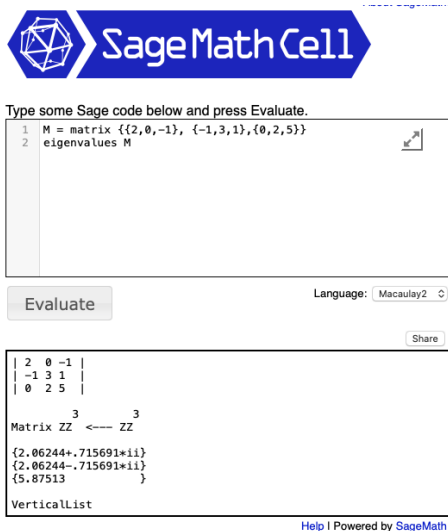 About SageMath
SageMathCell
Type some Sage code below and press Evaluate.
1 M = matrix {{2,0,-1}, {-1,3,1},{0,2,5}}
2 eigenvalues M
Evaluate
Language: Macaulay2
Share
| 2  0 -1 |
| -1 3 1  |
| 0  2 5  |
3 3
Matrix ZZ <--- ZZ
{2.06244+.715691*ii}
{2.06244-.715691*ii}
{5.87513 }
VerticalList
Help | Powered by SageMath